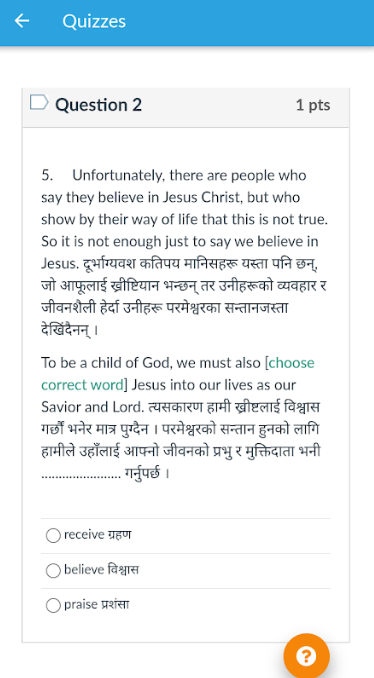 Quizzes
Question 2
1 pts
5. Unfortunately, there are people who
say they believe in Jesus Christ, but who
show by their way of life that this is not true.
So it is not enough just to say we believe in
Jesus. दूर्भाग्यवश कतिपय मानिसहरू यस्ता पनि छन्,
जो आफूलाई ख्रीष्टियान भन्छन् तर उनीहरूको व्यवहार र
जीवनशैली हेर्दा उनीहरू परमेश्वरका सन्तानजस्ता
देखिंदैनन् ।
To be a child of God, we must also [choose
correct word] Jesus into our lives as our
Savior and Lord. त्यसकारण हामी ख्रीष्टलाई विश्वास
गर्छौं भनेर मात्र पुग्दैन । परमेश्वरको सन्तान हुनको लागि
हामीले उहाँलाई आफ्नो जीवनको प्रभु र मुक्तिदाता भनी
........................ गर्नुपर्छ ।
receive ग्रहण
believe विश्वास
praise प्रशंसा
?